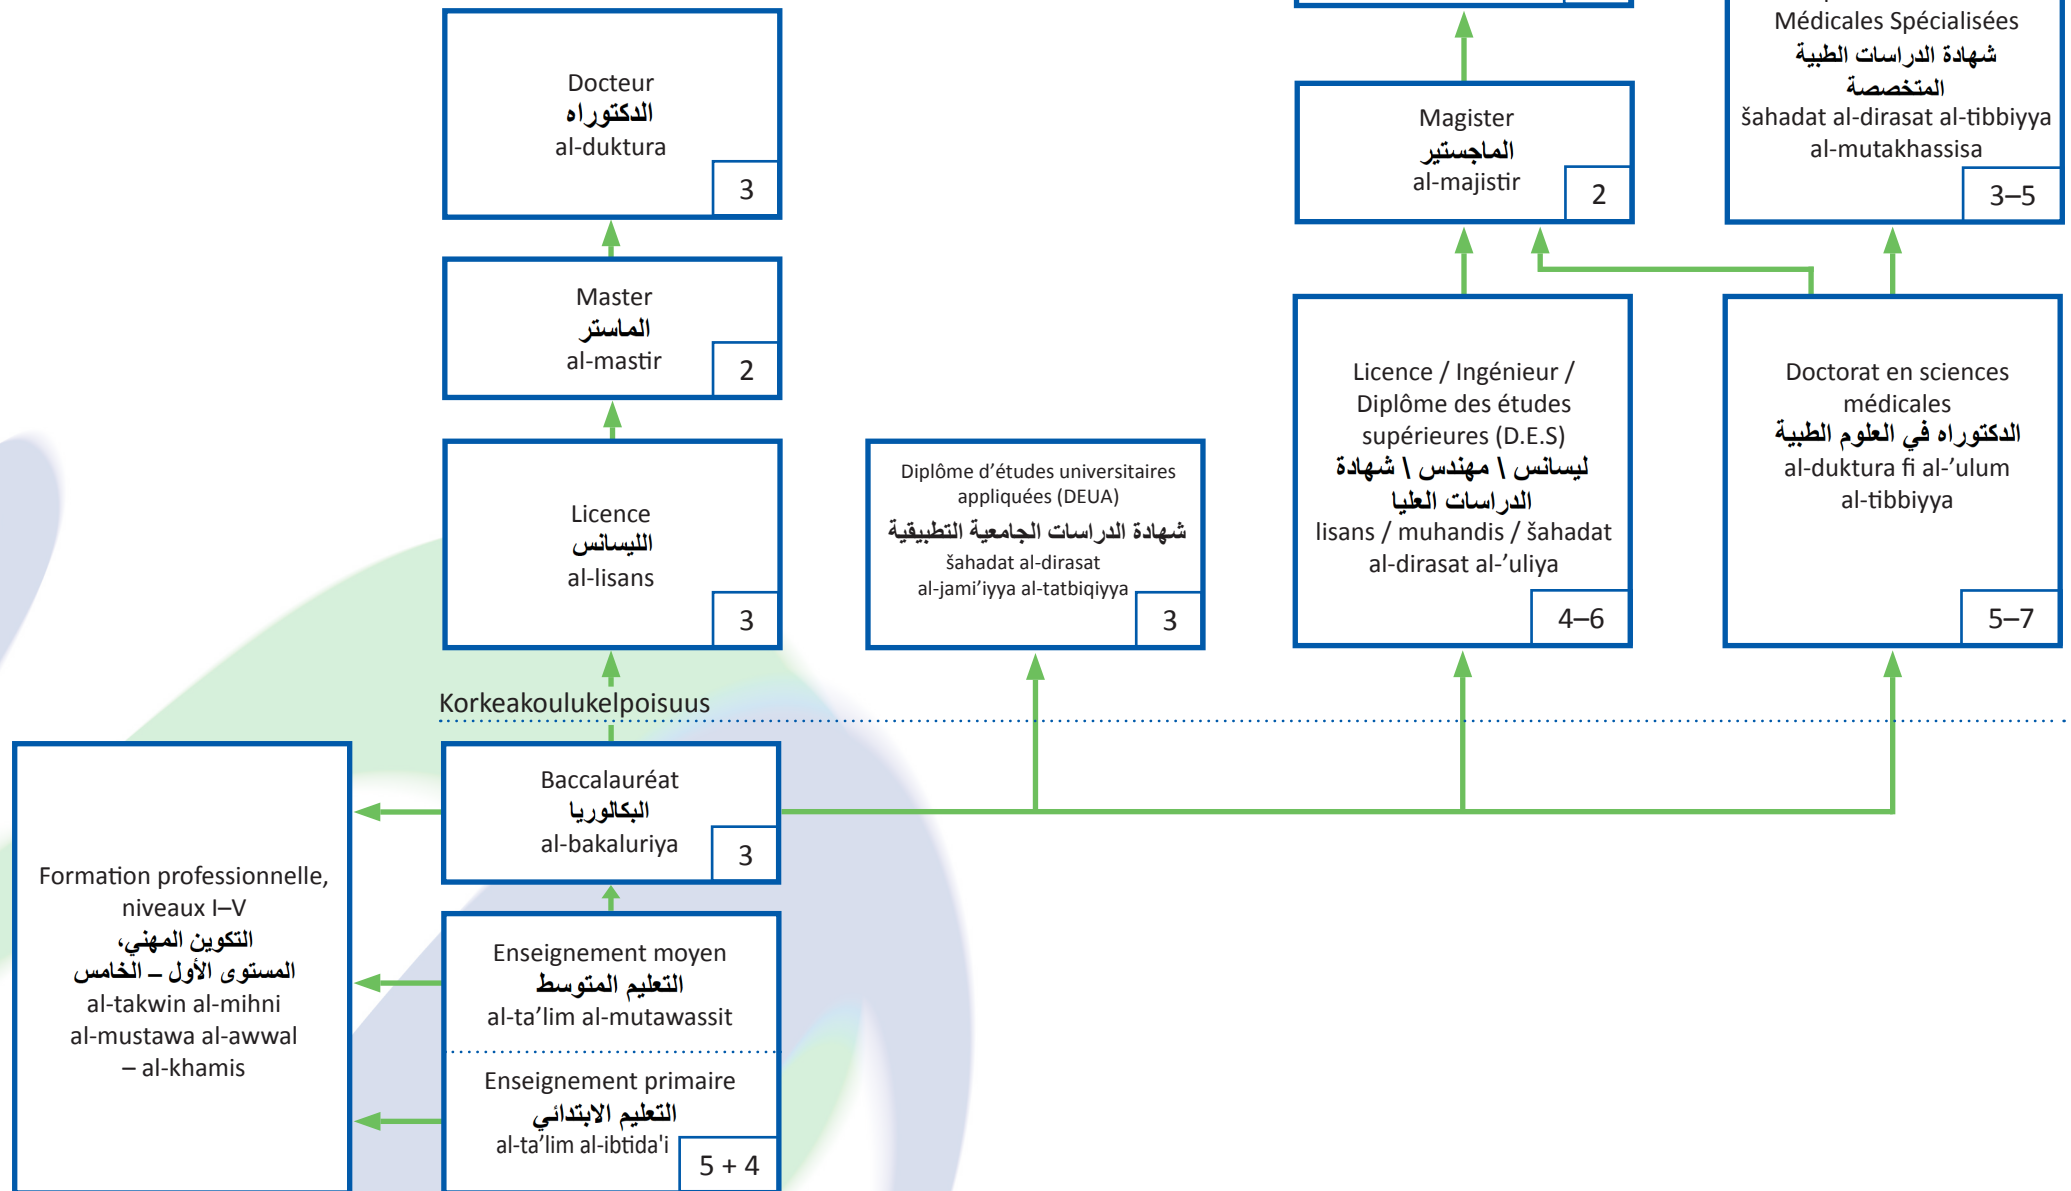 Docteur
الدكتوراه
al-duktura
3
Master
الماستر
al-mastir
2
Licence
الليسانس
al-lisans
3
Diplôme d’études universitaires
appliquées (DEUA)
شهادة الدراسات الجامعية التطبيقية
šahadat al-dirasat
al-jami’iyya al-tatbiqiyya
3
Magister
الماجستير
al-majistir
2
Médicales Spécialisées
شهادة الدراسات الطبية
المتخصصة
šahadat al-dirasat al-tibbiyya
al-mutakhassisa
3–5
Licence / Ingénieur /
Diplôme des études
supérieures (D.E.S)
ليسانس \ مهندس \ شهادة
الدراسات العليا
lisans / muhandis / šahadat
al-dirasat al-’uliya
4–6
Doctorat en sciences
médicales
الدكتوراه في العلوم الطبية
al-duktura fi al-’ulum
al-tibbiyya
5–7
Korkeakoulukelpoisuus
Baccalauréat
البكالوريا
al-bakaluriya
3
Formation professionnelle,
niveaux I–V
التكوين المهني،
المستوى الأول – الخامس
al-takwin al-mihni
al-mustawa al-awwal
– al-khamis
Enseignement moyen
التعليم المتوسط
al-ta’lim al-mutawassit
Enseignement primaire
التعليم الابتدائي
al-ta’lim al-ibtida'i
5 + 4